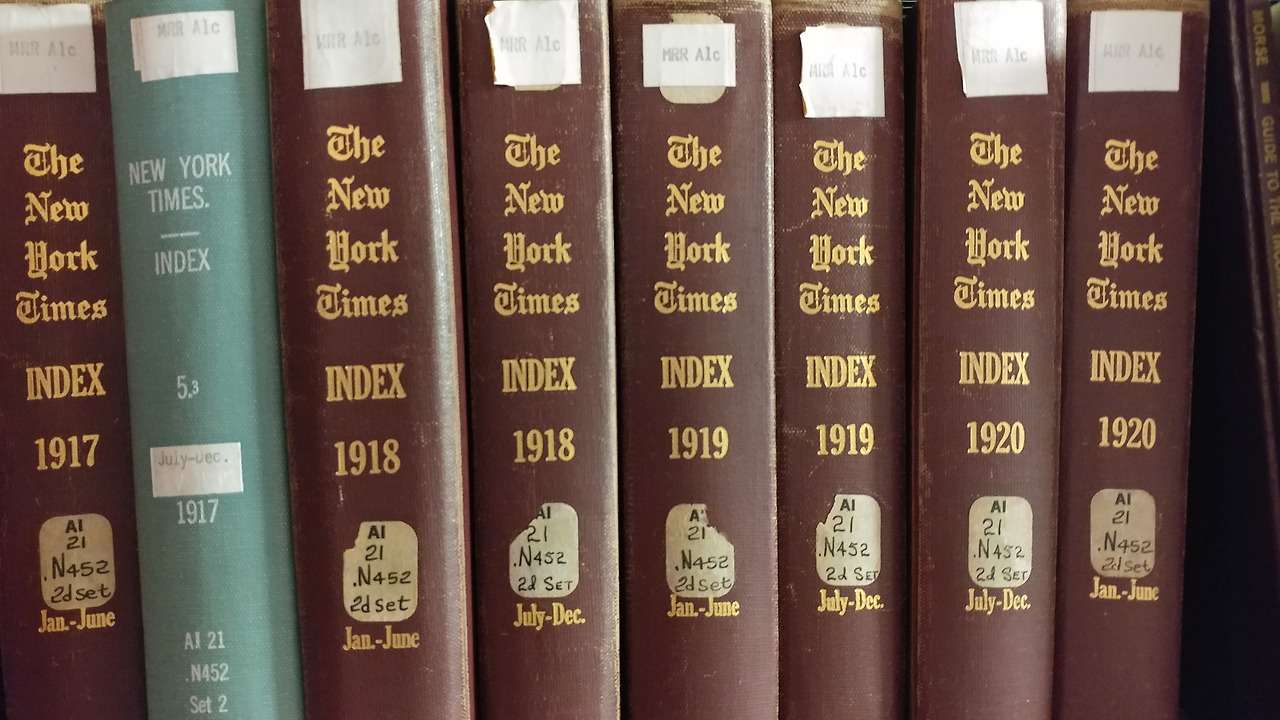 MRR Alc
The
New
York
Times
INDEX
1917
AI
21
.N452
2d set
Jan.-June
MRR Alc
NEW YORK
TIMES.
INDEX
5.3
July-Dec.
1917
AI 21
.N452
Set 2
MRR Alc
The
New
York
Times
INDEX
1918
AI
21
.N452
2d set
Jan.-June
MRR Alc
The
New
York
Times
INDEX
1918
AI
21
.N452
2d SET
July-Dec.
MRR Alc
The
New
York
Times
INDEX
1919
21
.N452
2d set
Jan.-June
MRR Alc
The
New
York
Times
INDEX
1919
AI
21
.N452
2d SET
July-Dec.
MRR Alc
The
New
York
Times
INDEX
1920
AI
21
.N452
2d SET
July-Dec.
MRR Alc
The
New
York
Times
INDEX
1920
AI
21
.N452
2d set
Jan.-June
MORSE GUIDE TO THE